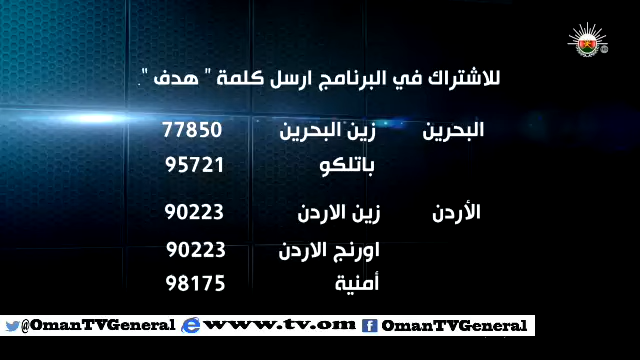 للاشتراك في البرنامج ارسل كلمة " هدف ".
البحرين زين البحرين 77850
باتلكو 95721
الأردن زين الاردن 90223
اورنج الاردن 90223
أمنية 98175
@OmanTVGeneral www.tv.om OmanTVGeneral